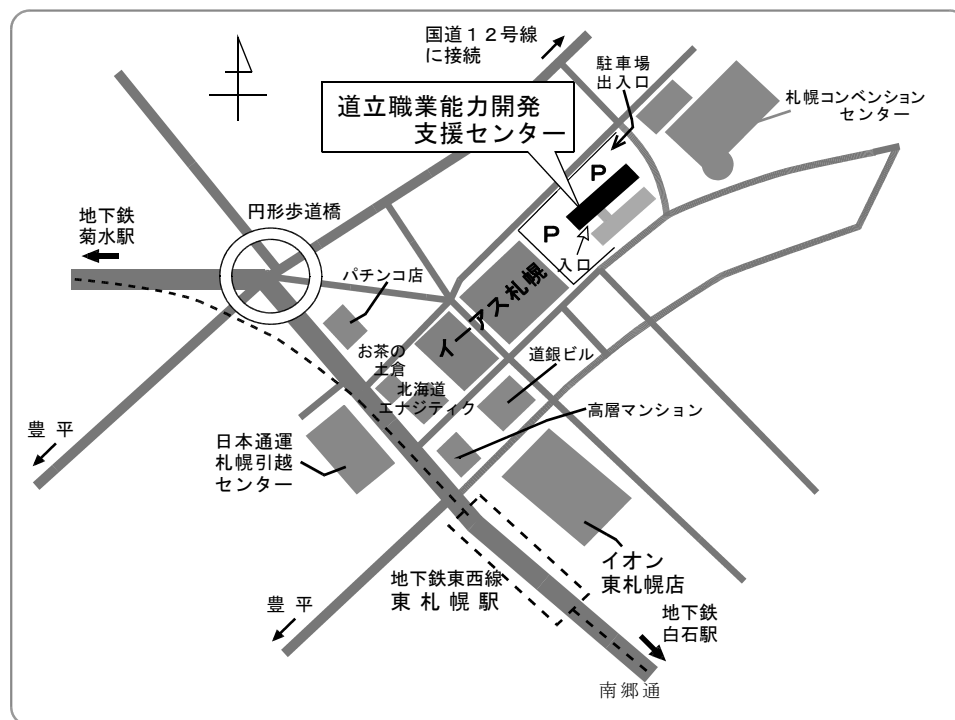 国道１２号線
に接続
駐車場
出入口
道立職業能力開発
支援センター
札幌コンベンション
センター
P
P
入口
円形歩道橋
地下鉄
菊水駅
パチンコ店
イーアス札幌
お茶の
土倉
北海道
エナジティク
道銀ビル
高層マンション
豊平
日本通運
札幌引越
センター
イオン
東札幌店
地下鉄東西線
東札幌駅
豊平
地下鉄
白石駅
南郷通